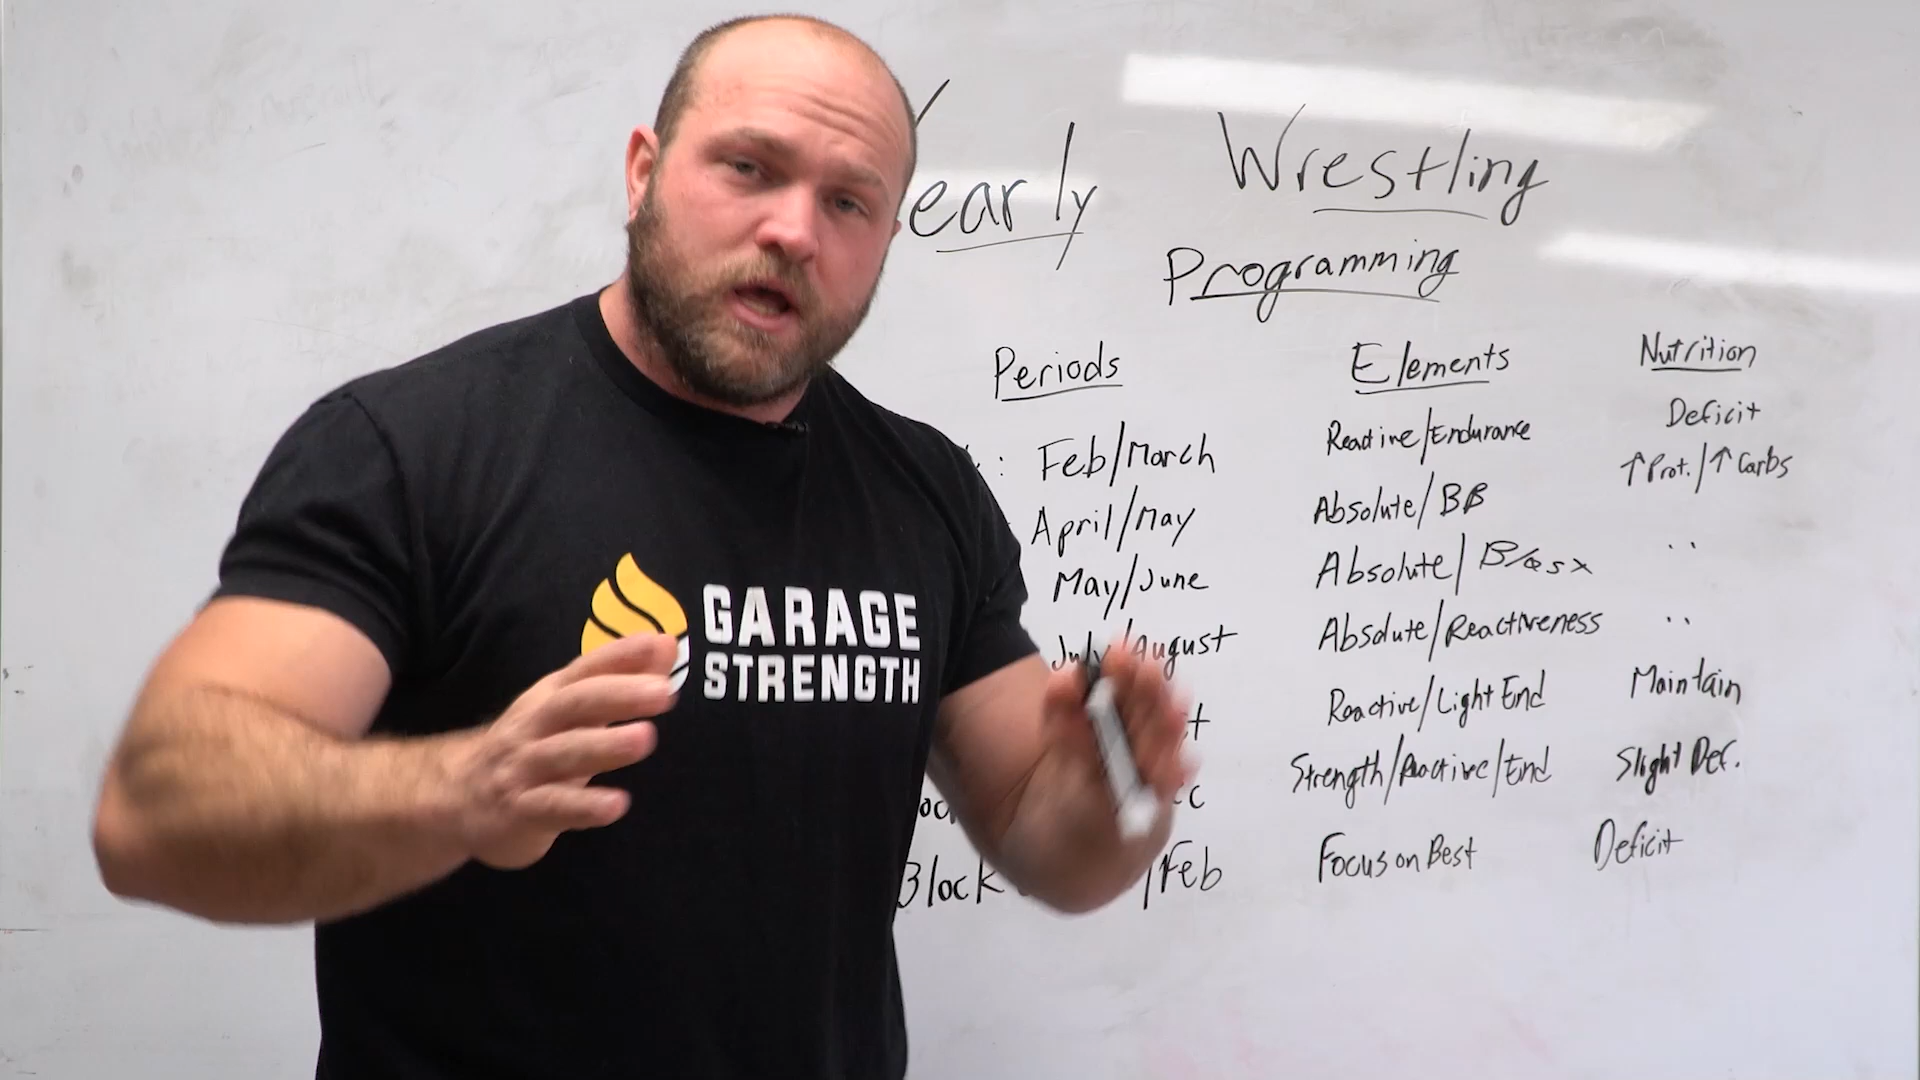 early Wrestling
Programming
Periods Elements Nutrition
: Feb/March Reactive/Endurance Deficit
: April/May Absolute/BB ↑Prot./↑Carbs
May/June Absolute/ ..
July/August Absolute/Reactiveness ..
t Reactive/Light End Maintain
oc c Strength/Reactive/End Slight Def.
Block /Feb Focus on Best Deficit
GARAGE
STRENGTH